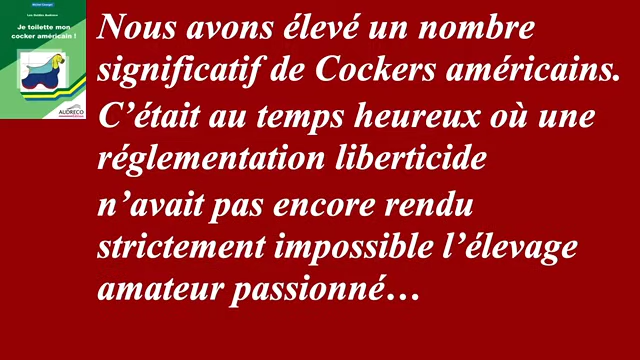 Je toilette mon
cocker américain !
AUDRECO
Nous avons élevé un nombre
significatif de Cockers américains.
C’était au temps heureux où une
réglementation liberticide
n’avait pas encore rendu
strictement impossible l’élevage
amateur passionné…